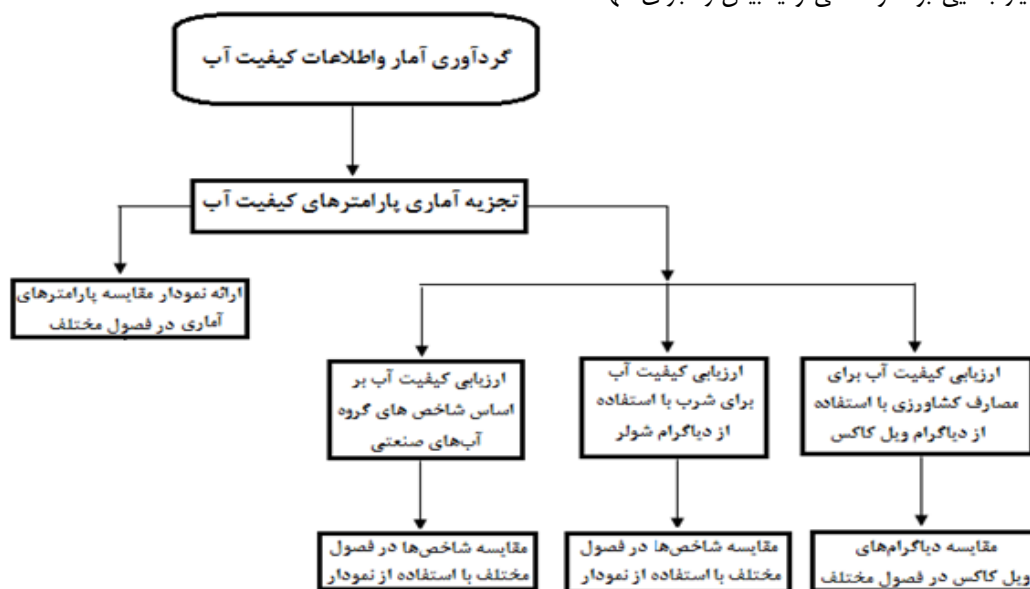 گردآوری آمار واطلاعات کیفیت آب
تجزیه آماری پارامترهای کیفیت آب
ارائه نمودار مقایسه پارامترهای
آماری در فصول مختلف
ارزیابی کیفیت آب برای
مصارف کشاورزی با استفاده
از دیاگرام ویل کاکس
ارزیابی کیفیت آب
برای شرب با استفاده
از دیاگرام شولر
ارزیابی کیفیت آب بر
اساس شاخص های گروه
آب‌های صنعتی
مقایسه دیاگرام‌های
ویل کاکس در فصول مختلف
مقایسه شاخص‌ها در فصول
مختلف با استفاده از نمودار
مقایسه شاخص‌ها در فصول
مختلف با استفاده از نمودار